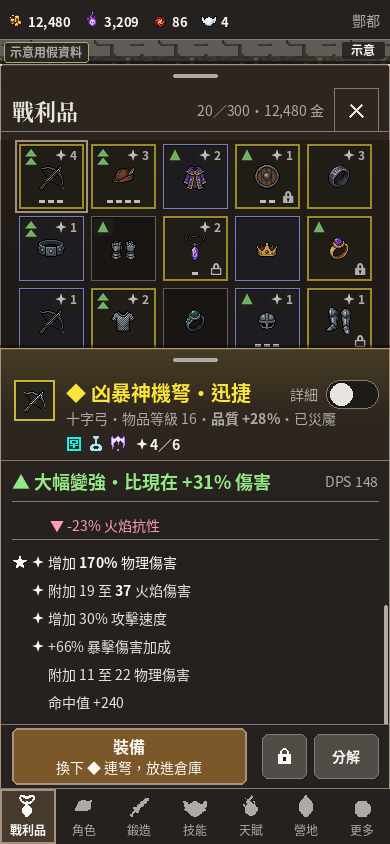 12,480 3,209 86 4 酆都
示意用假資料 示意
戰利品 20／300・12,480 金
4 3 2 1 3
1 2
1 2 1 1
◆ 凶暴神機弩・迅捷 詳細
十字弓・物品等級 16・品質 +28%・已災魘
4／6
▲ 大幅變強・比現在 +31% 傷害 DPS 148
▼ -23% 火焰抗性
★ 增加 170% 物理傷害
附加 19 至 37 火焰傷害
增加 30% 攻擊速度
+66% 暴擊傷害加成
附加 11 至 22 物理傷害
命中值 +240
裝備
換下 ◆ 連弩，放進倉庫
分解
戰利品 角色 鍛造 技能 天賦 營地 更多